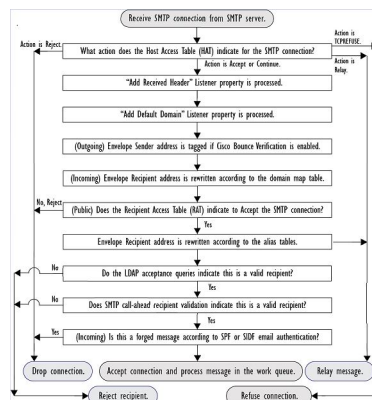 Receive SMTP connection from SMTP server.
Action is Reject.
What action does the Host Access Table (HAT) indicate for the SMTP connection?
Action is
TCPREFUSE.
Action is Accept or Continue.
Action is
Relay.
"Add Received Header" Listener property is processed.
"Add Default Domain" Listener property is processed.
(Outgoing) Envelope Sender address is tagged if Cisco Bounce Verification is enabled.
(Incoming) Envelope Recipient address is rewritten according to the domain map table.
No, Reject
(Public) Does the Recipient Access Table (RAT) indicate to Accept the SMTP connection?
Yes
Envelope Recipient address is rewritten according to the alias tables.
No
Do the LDAP acceptance queries indicate this is a valid recipient?
Yes
No
Does SMTP call-ahead recipient validation indicate this is a valid recipient?
Yes
Yes
(Incoming) Is this a forged message according to SPF or SIDF email authentication?
Drop connection.
Accept connection and process message in the work queue.
Relay message.
Reject recipient.
Refuse connection.